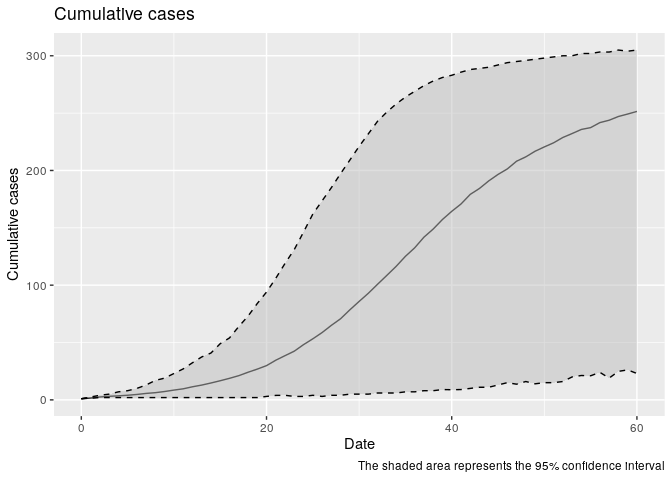 Cumulative cases
300
200
100
0
Cumulative cases
0
20
40
60
Date
The shaded area represents the 95% confidence interval